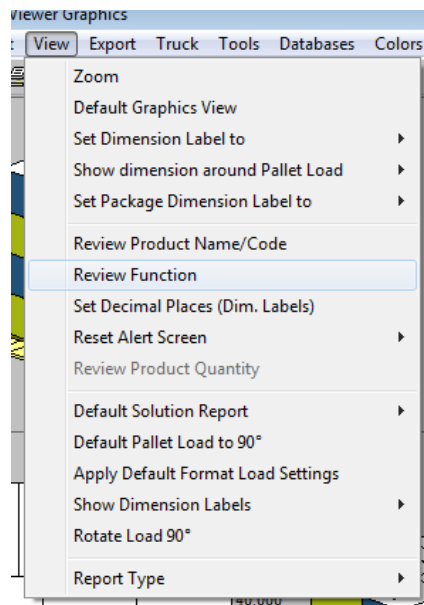 Viewer Graphics
View Export Truck Tools Databases Colors
Zoom
Default Graphics View
Set Dimension Label to
Show dimension around Pallet Load
Set Package Dimension Label to
Review Product Name/Code
Review Function
Set Decimal Places (Dim. Labels)
Reset Alert Screen
Review Product Quantity
Default Solution Report
Default Pallet Load to 90°
Apply Default Format Load Settings
Show Dimension Labels
Rotate Load 90°
Report Type
40.000